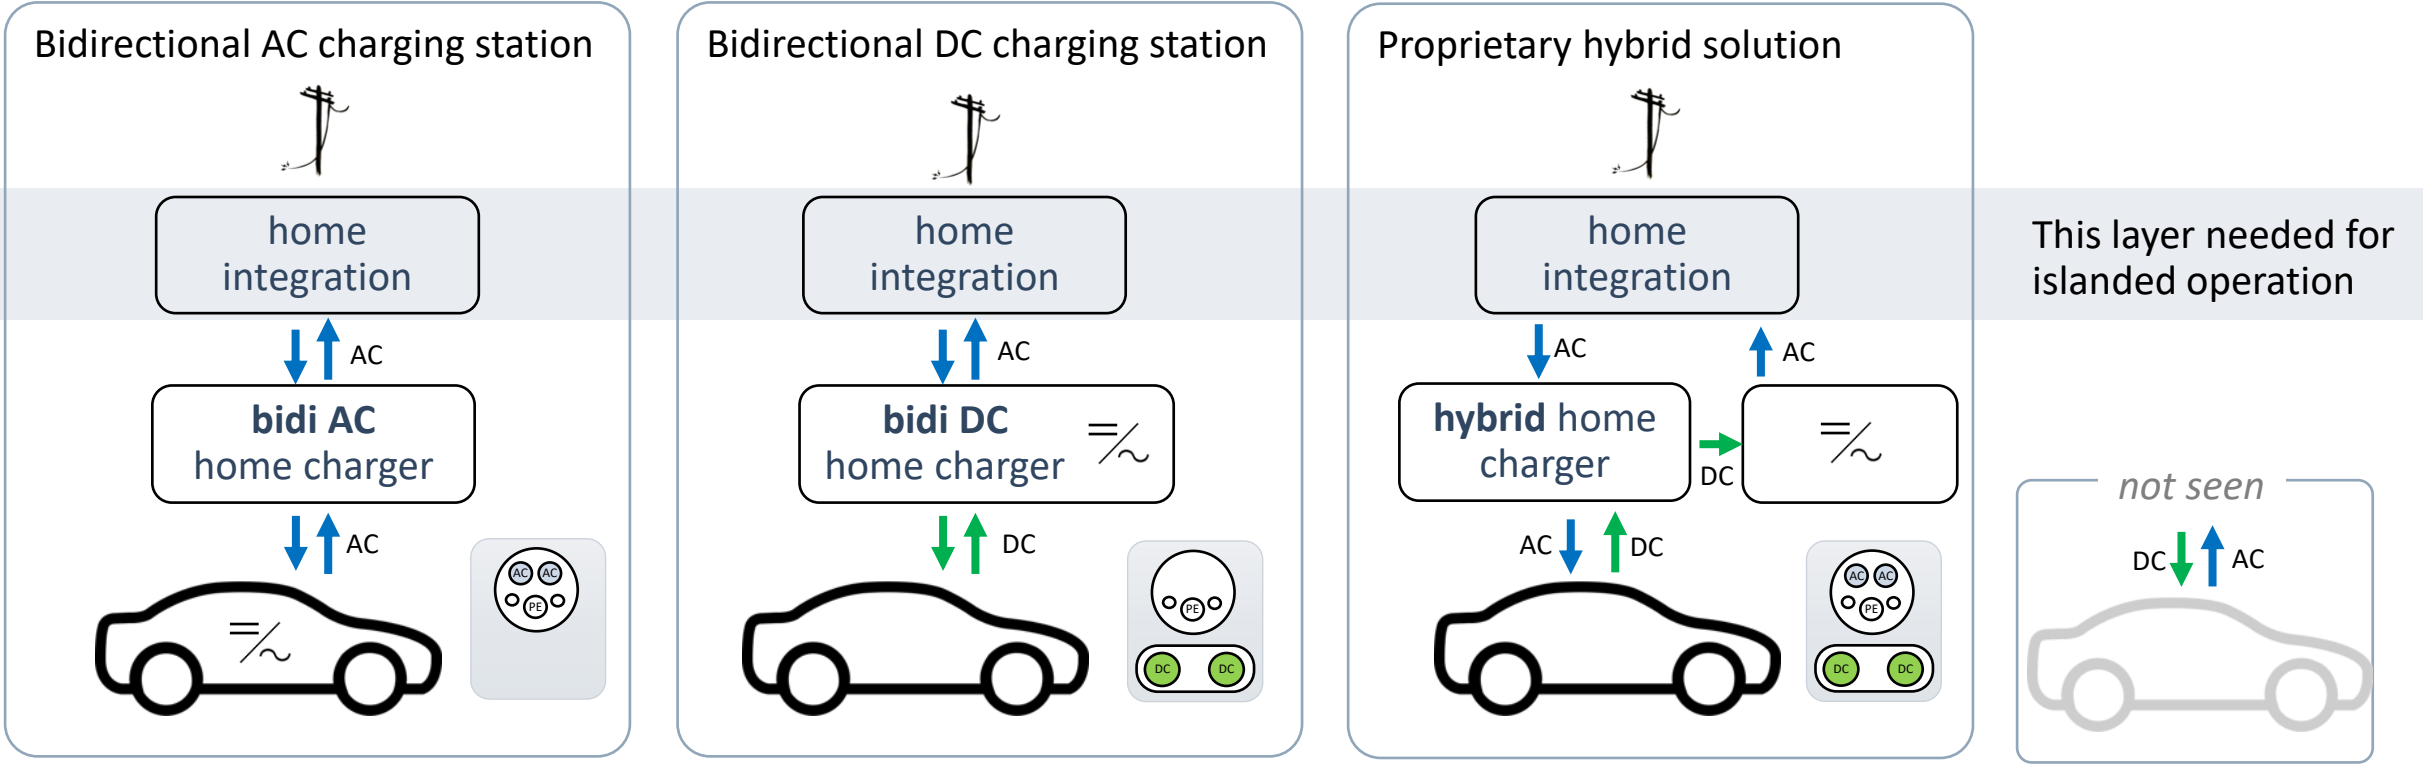 Bidirectional AC charging station
home
integration
AC
bidi AC
home charger
AC
AC AC
PE
Bidirectional DC charging station
home
integration
AC
bidi DC
home charger
DC
PE
DC DC
Proprietary hybrid solution
home
integration
AC
AC
hybrid home
charger
DC
AC
DC
AC AC
PE
DC DC
This layer needed for
islanded operation
not seen
DC
AC